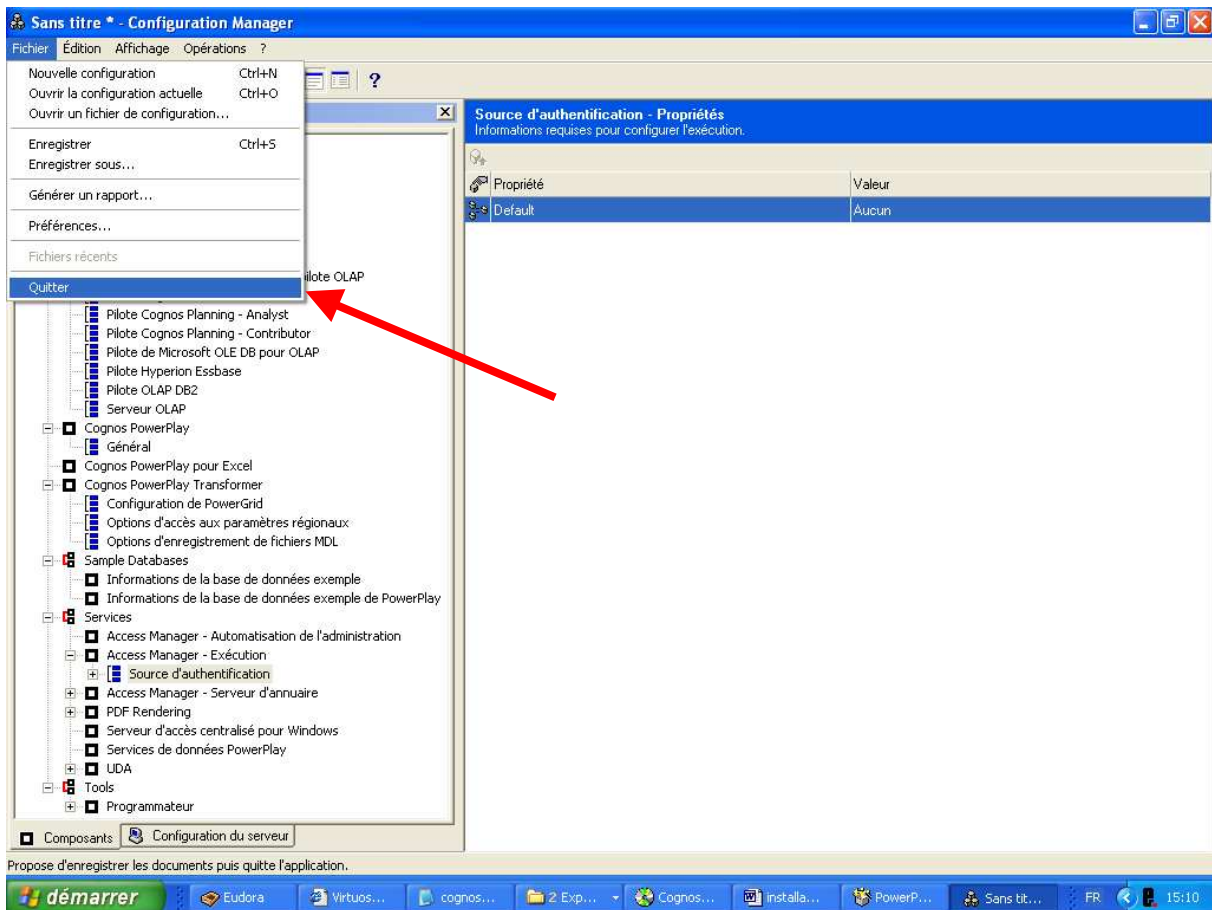 Sans titre * - Configuration Manager
Fichier Édition Affichage Opérations ?
Nouvelle configuration Ctrl+N
Ouvrir la configuration actuelle Ctrl+O
Ouvrir un fichier de configuration...
Enregistrer Ctrl+S
Enregistrer sous...
Générer un rapport...
Préférences...
Fichiers récents
Quitter
Source d'authentification - Propriétés
Informations requises pour configurer l'exécution.
Propriété Valeur
Default Aucun
OLAP
Pilote Cognos Planning - Analyst
Pilote Cognos Planning - Contributor
Pilote de Microsoft OLE DB pour OLAP
Pilote Hyperion Essbase
Pilote OLAP DB2
Serveur OLAP
Cognos PowerPlay
Général
Cognos PowerPlay pour Excel
Cognos PowerPlay Transformer
Configuration de PowerGrid
Options d'accès aux paramètres régionaux
Options d'enregistrement de fichiers MDL
Sample Databases
Informations de la base de données exemple
Informations de la base de données exemple de PowerPlay
Services
Access Manager - Automatisation de l'administration
Access Manager - Exécution
Source d'authentification
Access Manager - Serveur d'annuaire
PDF Rendering
Serveur d'accès centralisé pour Windows
Services de données PowerPlay
UDA
Tools
Programmateur
Composants Configuration du serveur
Propose d'enregistrer les documents puis quitte l'application.
démarrer Eudora Virtuos... cognos... 2 Exp... Cognos... installa... PowerP... Sans tit... FR 15:10